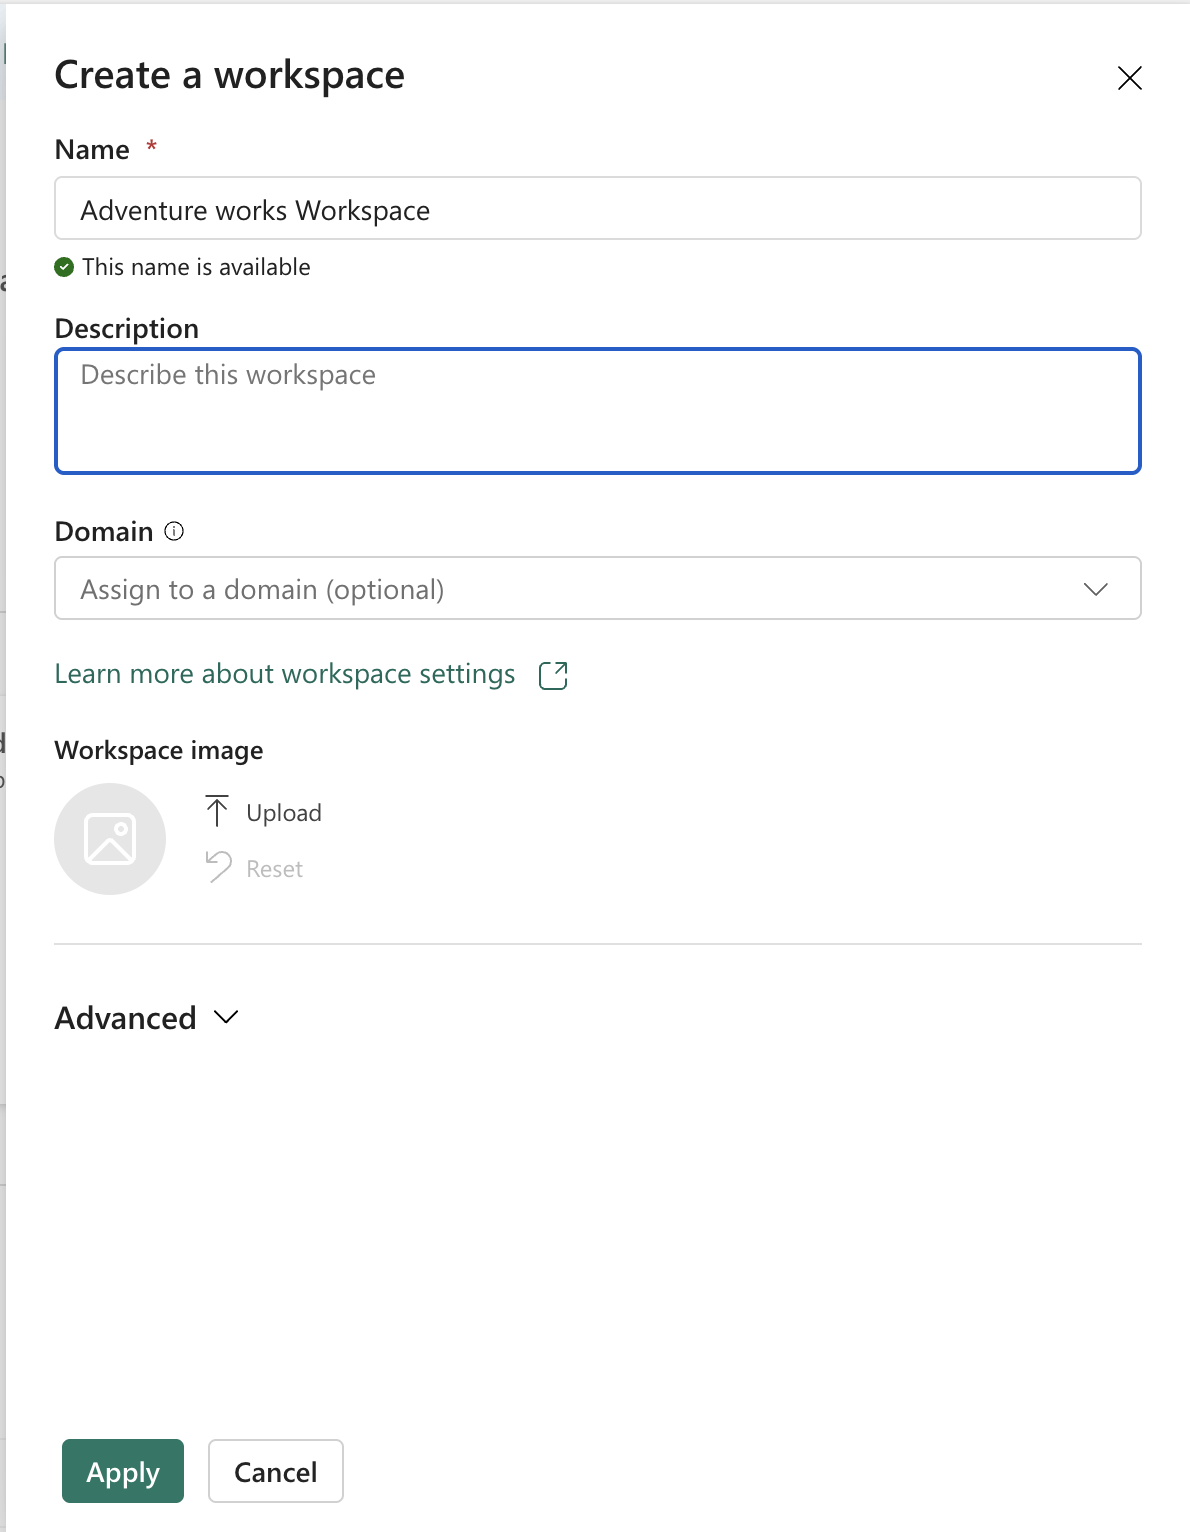 Create a workspace
Name *
Adventure works Workspace
This name is available
Description
Describe this workspace
Domain
Assign to a domain (optional)
Learn more about workspace settings
Workspace image
Upload
Reset
Advanced
Apply Cancel